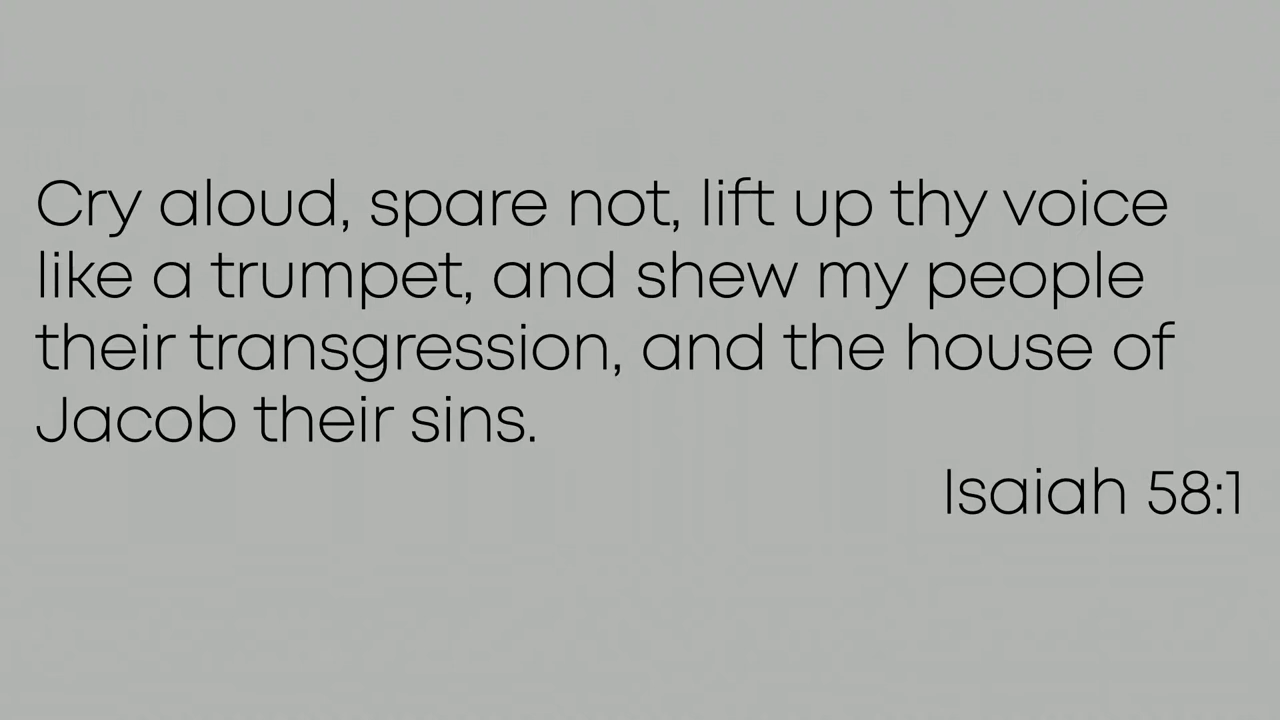 Cry aloud, spare not, lift up thy voice
like a trumpet, and shew my people
their transgression, and the house of
Jacob their sins.
Isaiah 58:1